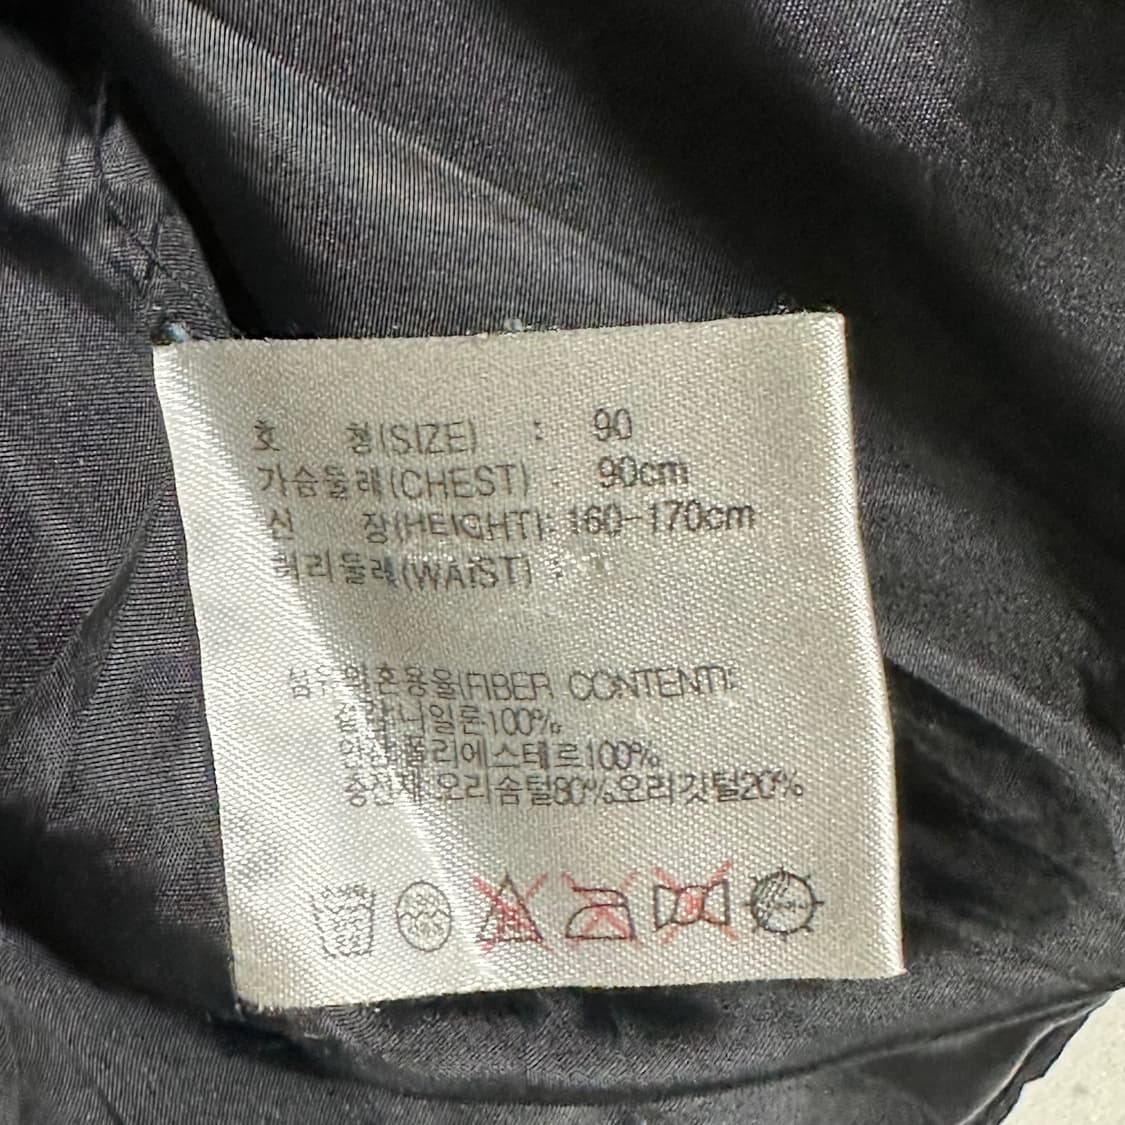 호 칭(SIZE) : 90
가슴둘레(CHEST) : 90cm
신 장(HEIGHT): 160-170cm
허리둘레(WAIST) :
섬유의혼용율(FIBER CONTENT):
겉감 나일론100%
안감 폴리에스테르100%
충전재 오리솜털80%오리깃털20%